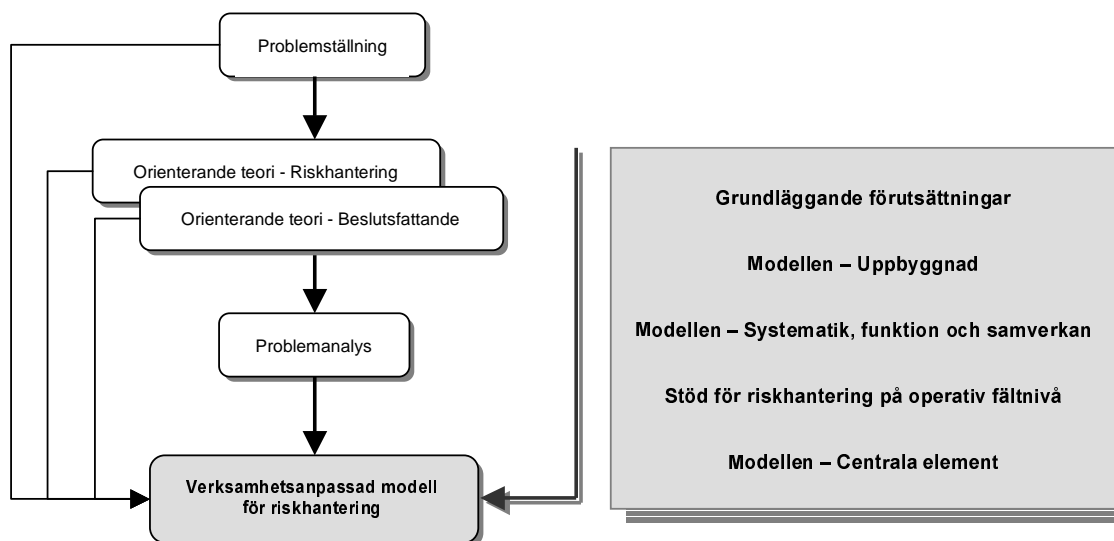 Problemställning
Orienterande teori - Riskhantering
Orienterande teori - Beslutsfattande
Problemanalys
Verksamhetsanpassad modell
för riskhantering
Grundläggande förutsättningar
Modellen – Uppbyggnad
Modellen – Systematik, funktion och samverkan
Stöd för riskhantering på operativ fältnivå
Modellen – Centrala element